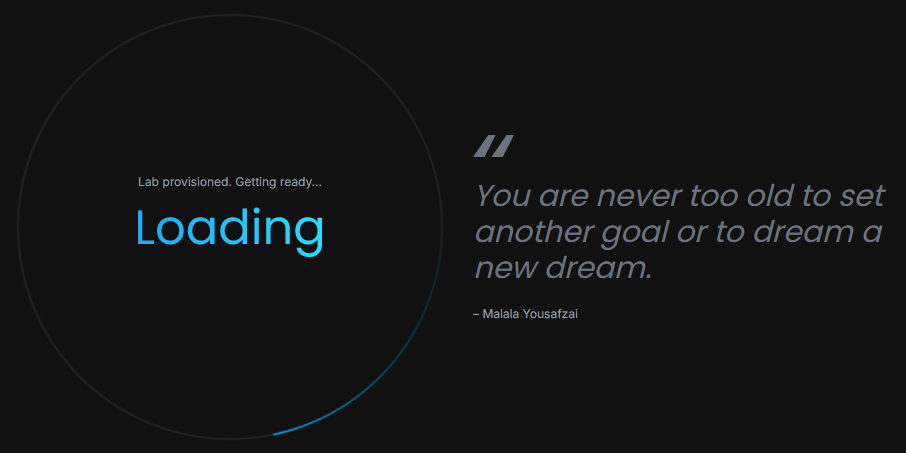 Lab provisioned. Getting ready...
Loading
You are never too old to set
another goal or to dream a
new dream.
– Malala Yousafzai